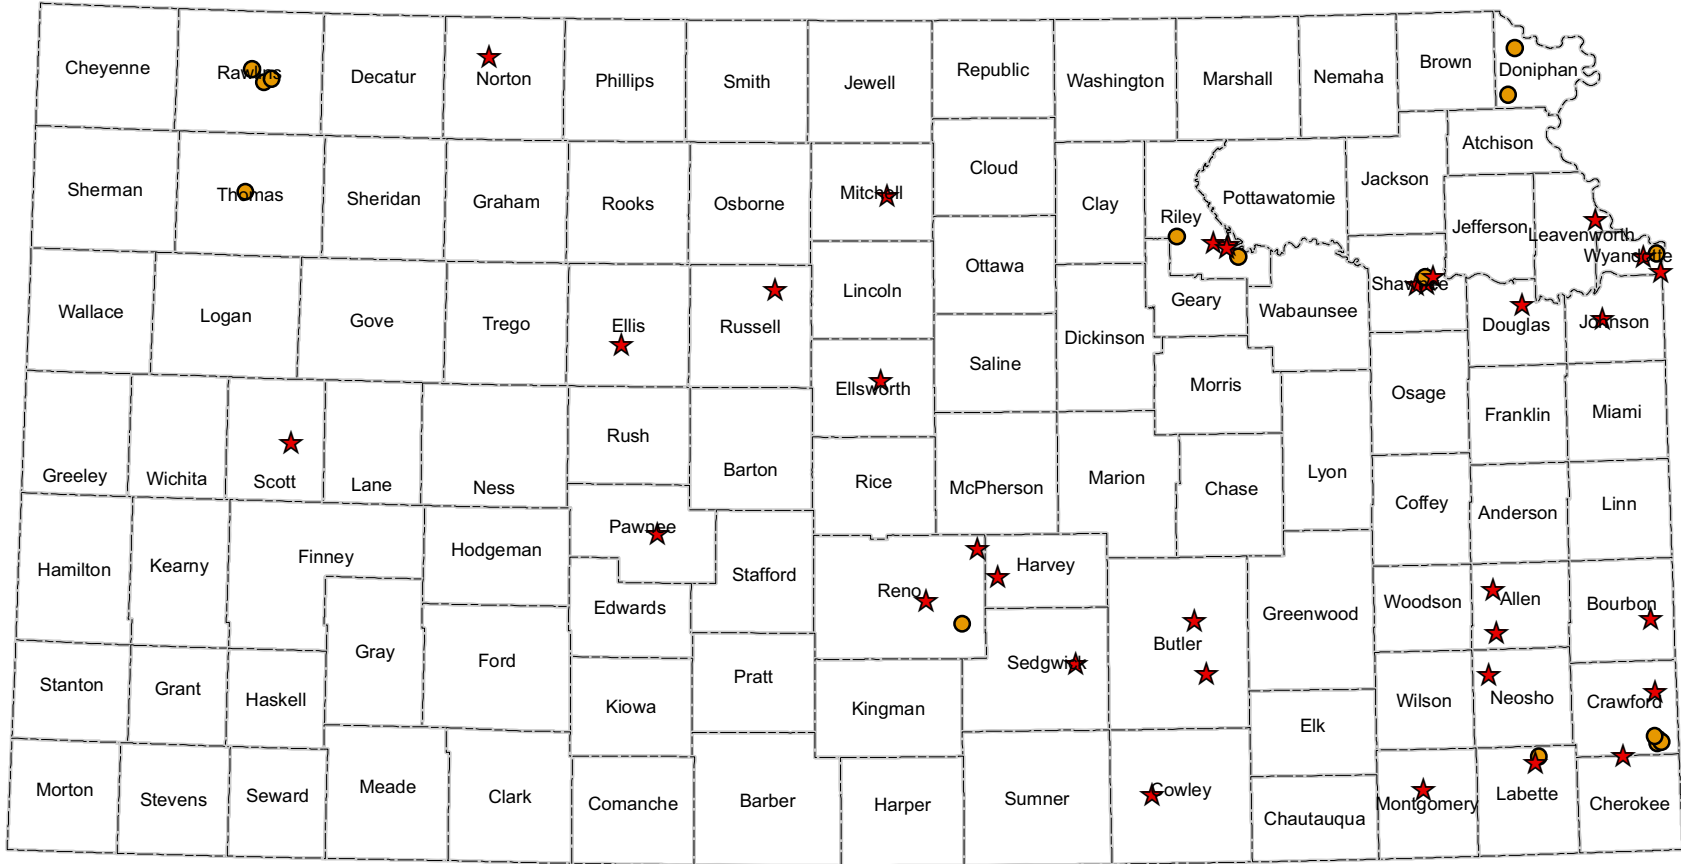 Cheyenne
Rawlins
Decatur
Norton
Phillips
Smith
Jewell
Republic
Washington
Marshall
Nemaha
Brown
Doniphan
Atchison
Sherman
Thomas
Sheridan
Graham
Rooks
Osborne
Mitchell
Cloud
Clay
Riley
Pottawatomie
Jackson
Jefferson
Leavenworth
Wyandotte
Ottawa
Lincoln
Wallace
Logan
Gove
Trego
Ellis
Russell
Saline
Dickinson
Geary
Wabaunsee
Shawnee
Douglas
Johnson
Ellsworth
Morris
Osage
Franklin
Miami
Greeley
Wichita
Scott
Lane
Ness
Rush
Barton
Rice
McPherson
Marion
Chase
Lyon
Coffey
Anderson
Linn
Pawnee
Hamilton
Kearny
Finney
Hodgeman
Stafford
Edwards
Reno
Harvey
Butler
Greenwood
Woodson
Allen
Bourbon
Gray
Ford
Stanton
Grant
Haskell
Kiowa
Pratt
Kingman
Sedgwick
Elk
Wilson
Neosho
Crawford
Morton
Stevens
Seward
Meade
Clark
Comanche
Barber
Harper
Sumner
Cowley
Chautauqua
Montgomery
Labette
Cherokee